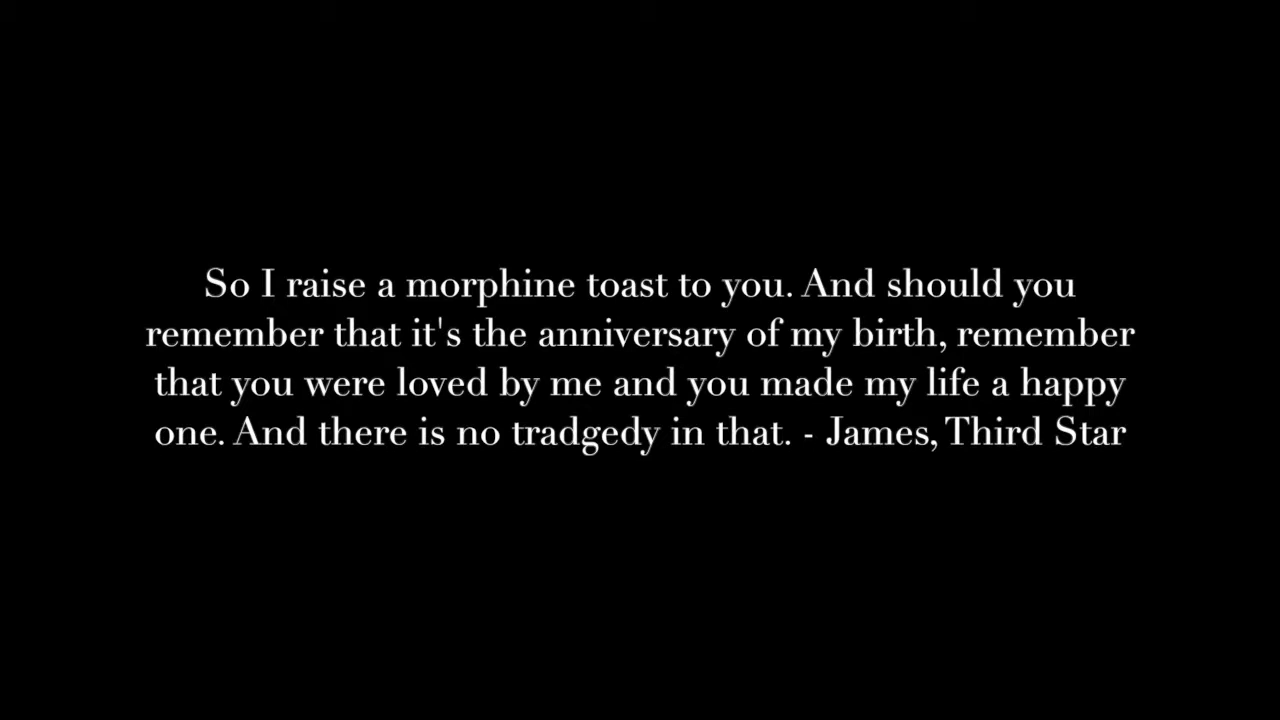 So I raise a morphine toast to you. And should you
remember that it's the anniversary of my birth, remember
that you were loved by me and you made my life a happy
one. And there is no tradgedy in that. - James, Third Star